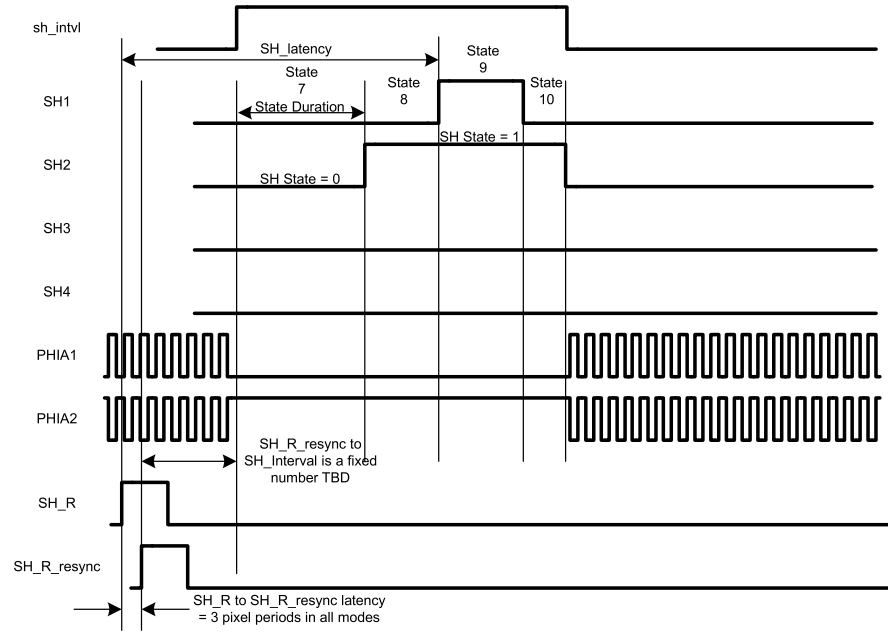 sh_intvl
SH_latency
State
7
State
8
State
9
State
10
SH1
State Duration
SH State = 1
SH2
SH State = 0
SH3
SH4
PHIA1
PHIA2
SH_R_resync to
SH_Interval is a fixed
number TBD
SH_R
SH_R_resync
SH_R to SH_R_resync latency
= 3 pixel periods in all modes